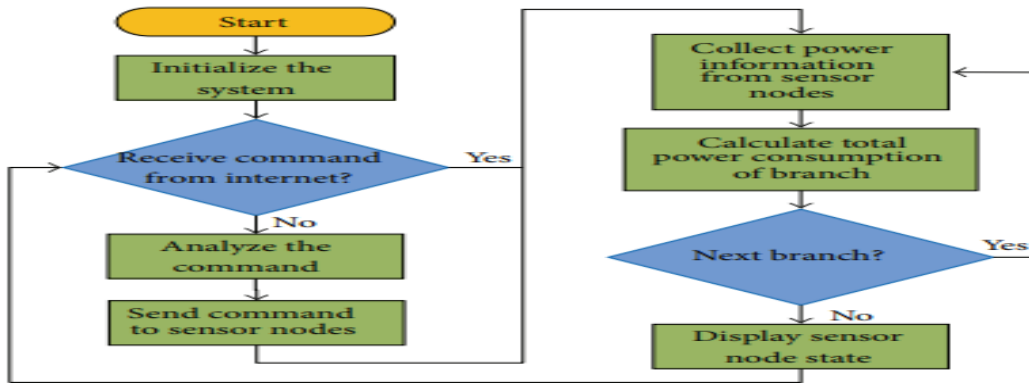 Start
Initialize the
system
Receive command
from internet?
Yes
No
Analyze the
command
Send command
to sensor nodes
Collect power
information
from sensor
nodes
Calculate total
power consumption
of branch
Next branch?
Yes
No
Display sensor
node state